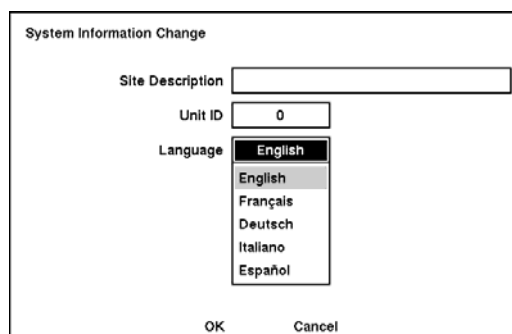 System Information Change
Site Description
Unit ID 0
Language English
English
Français
Deutsch
Italiano
Español
OK Cancel